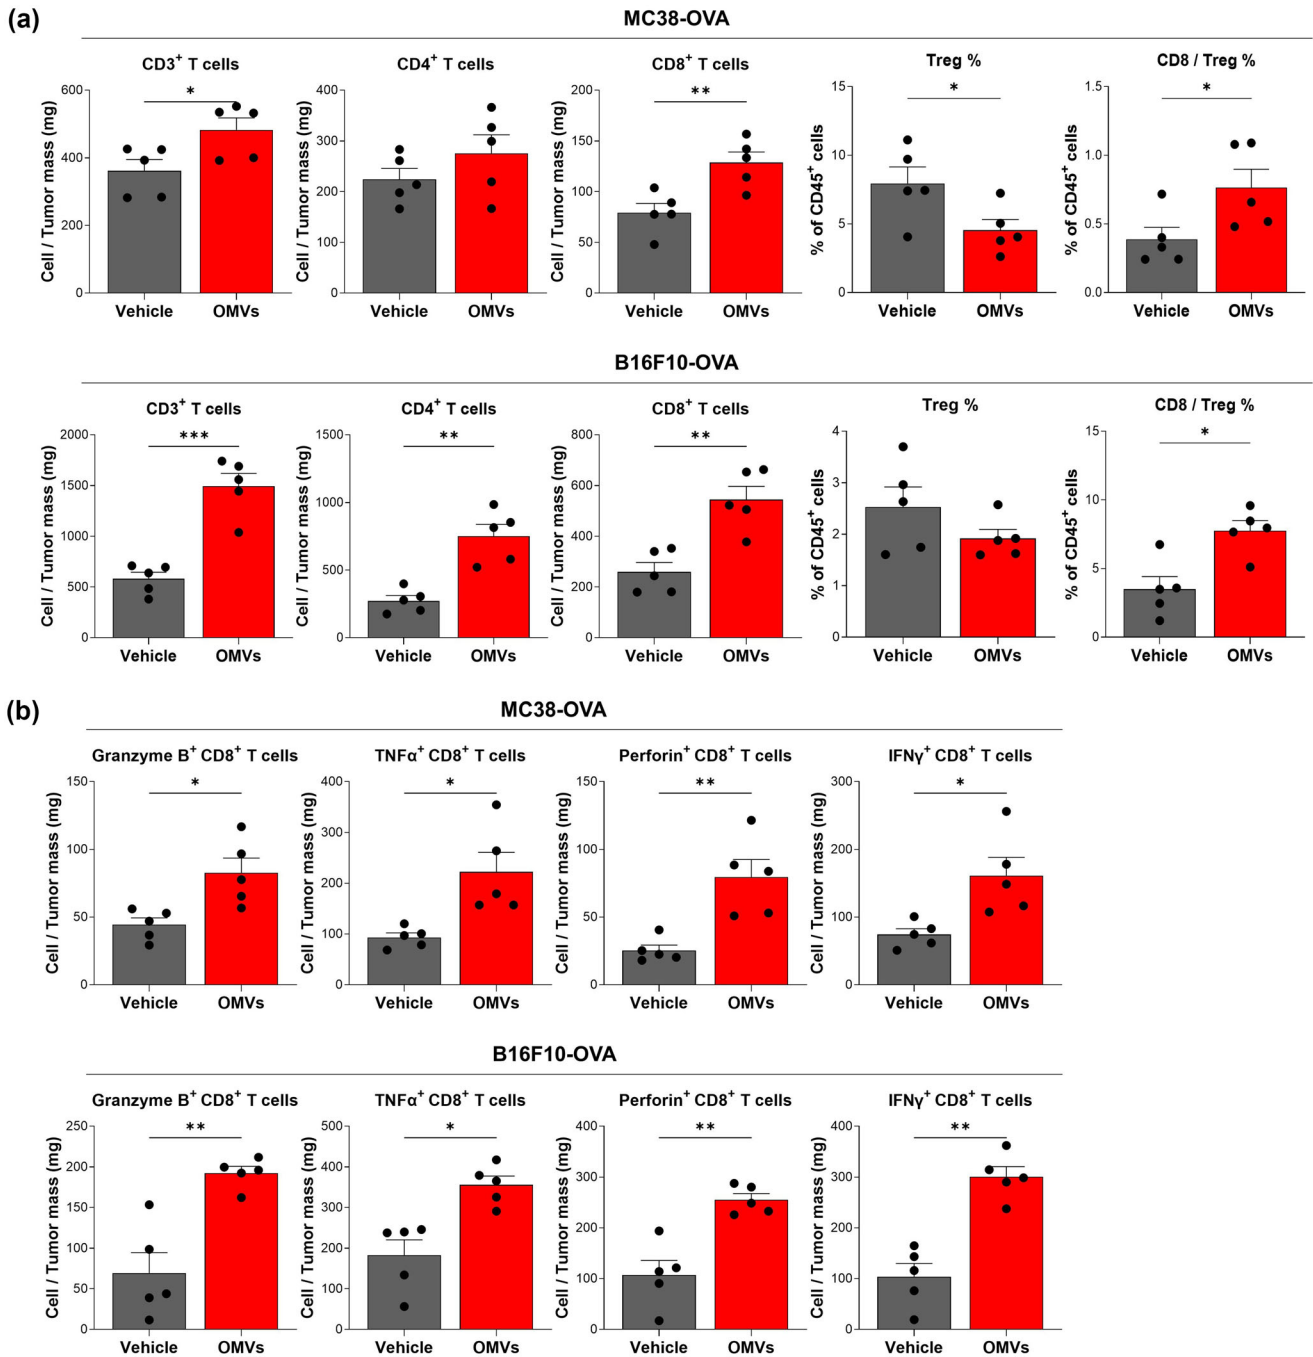 (a)
MC38-OVA
CD3⁺ T cells
CD4⁺ T cells
CD8⁺ T cells
Treg %
CD8 / Treg %
Cell / Tumor mass (mg)
600
400
200
0
*
Vehicle
OMVs
Cell / Tumor mass (mg)
400
300
200
100
0
Vehicle
OMVs
Cell / Tumor mass (mg)
200
150
100
50
0
**
Vehicle
OMVs
% of CD45⁺ cells
15
10
5
0
*
Vehicle
OMVs
% of CD45⁺ cells
1.5
1.0
0.5
0.0
*
Vehicle
OMVs
B16F10-OVA
CD3⁺ T cells
CD4⁺ T cells
CD8⁺ T cells
Treg %
CD8 / Treg %
Cell / Tumor mass (mg)
2000
1500
1000
500
0
***
Vehicle
OMVs
Cell / Tumor mass (mg)
1500
1000
500
0
**
Vehicle
OMVs
Cell / Tumor mass (mg)
800
600
400
200
0
**
Vehicle
OMVs
% of CD45⁺ cells
4
3
2
1
0
Vehicle
OMVs
% of CD45⁺ cells
15
10
5
0
*
Vehicle
OMVs
(b)
MC38-OVA
Granzyme B⁺ CD8⁺ T cells
TNFα⁺ CD8⁺ T cells
Perforin⁺ CD8⁺ T cells
IFNγ⁺ CD8⁺ T cells
Cell / Tumor mass (mg)
150
100
50
0
*
Vehicle
OMVs
Cell / Tumor mass (mg)
400
300
200
100
0
*
Vehicle
OMVs
Cell / Tumor mass (mg)
150
100
50
0
**
Vehicle
OMVs
Cell / Tumor mass (mg)
300
200
100
0
*
Vehicle
OMVs
B16F10-OVA
Granzyme B⁺ CD8⁺ T cells
TNFα⁺ CD8⁺ T cells
Perforin⁺ CD8⁺ T cells
IFNγ⁺ CD8⁺ T cells
Cell / Tumor mass (mg)
250
200
150
100
50
0
**
Vehicle
OMVs
Cell / Tumor mass (mg)
500
400
300
200
100
0
*
Vehicle
OMVs
Cell / Tumor mass (mg)
400
300
200
100
0
**
Vehicle
OMVs
Cell / Tumor mass (mg)
400
300
200
100
0
**
Vehicle
OMVs